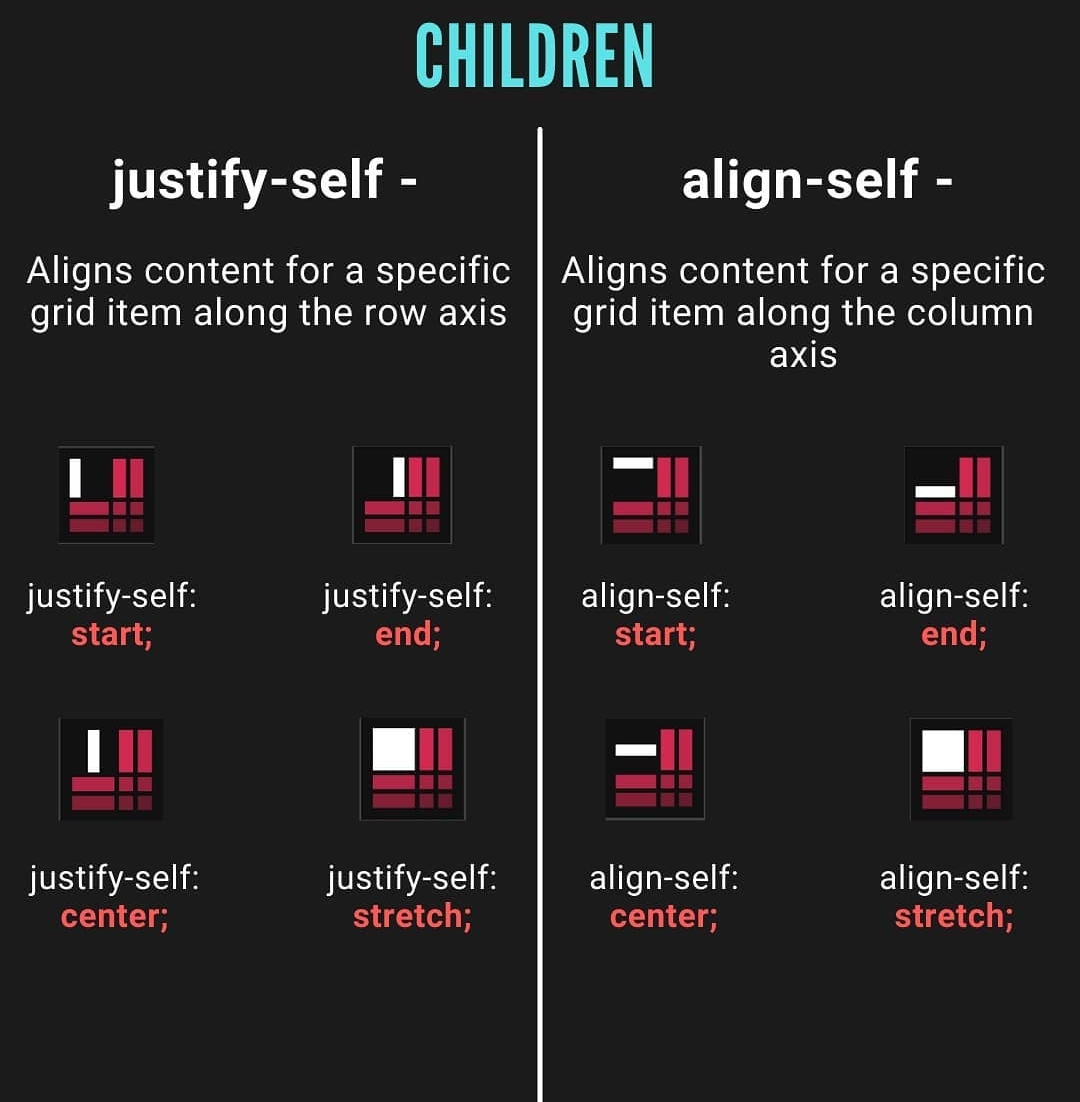 CHILDREN
justify-self -
Aligns content for a specific
grid item along the row axis
justify-self:
start;
justify-self:
end;
justify-self:
center;
justify-self:
stretch;
align-self -
Aligns content for a specific
grid item along the column
axis
align-self:
start;
align-self:
end;
align-self:
center;
align-self:
stretch;